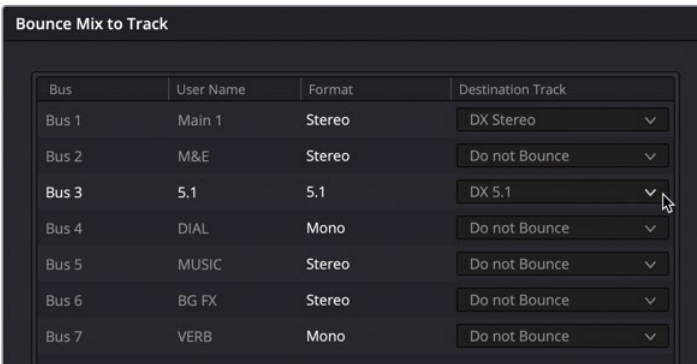 Bounce Mix to Track
Bus User Name Format Destination Track
Bus 1 Main 1 Stereo DX Stereo
Bus 2 M&E Stereo Do not Bounce
Bus 3 5.1 5.1 DX 5.1
Bus 4 DIAL Mono Do not Bounce
Bus 5 MUSIC Stereo Do not Bounce
Bus 6 BG FX Stereo Do not Bounce
Bus 7 VERB Mono Do not Bounce